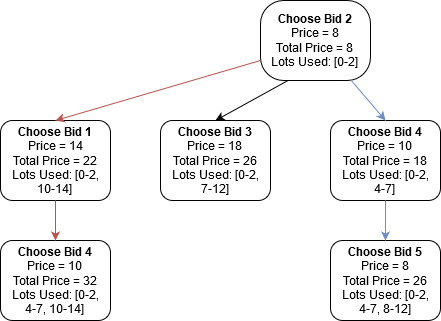 Choose Bid 2
Price = 8
Total Price = 8
Lots Used: [0-2]
Choose Bid 1
Price = 14
Total Price = 22
Lots Used: [0-2,
10-14]
Choose Bid 3
Price = 18
Total Price = 26
Lots Used: [0-2,
7-12]
Choose Bid 4
Price = 10
Total Price = 18
Lots Used: [0-2,
4-7]
Choose Bid 4
Price = 10
Total Price = 32
Lots Used: [0-2,
4-7, 10-14]
Choose Bid 5
Price = 8
Total Price = 26
Lots Used: [0-2,
4-7, 8-12]